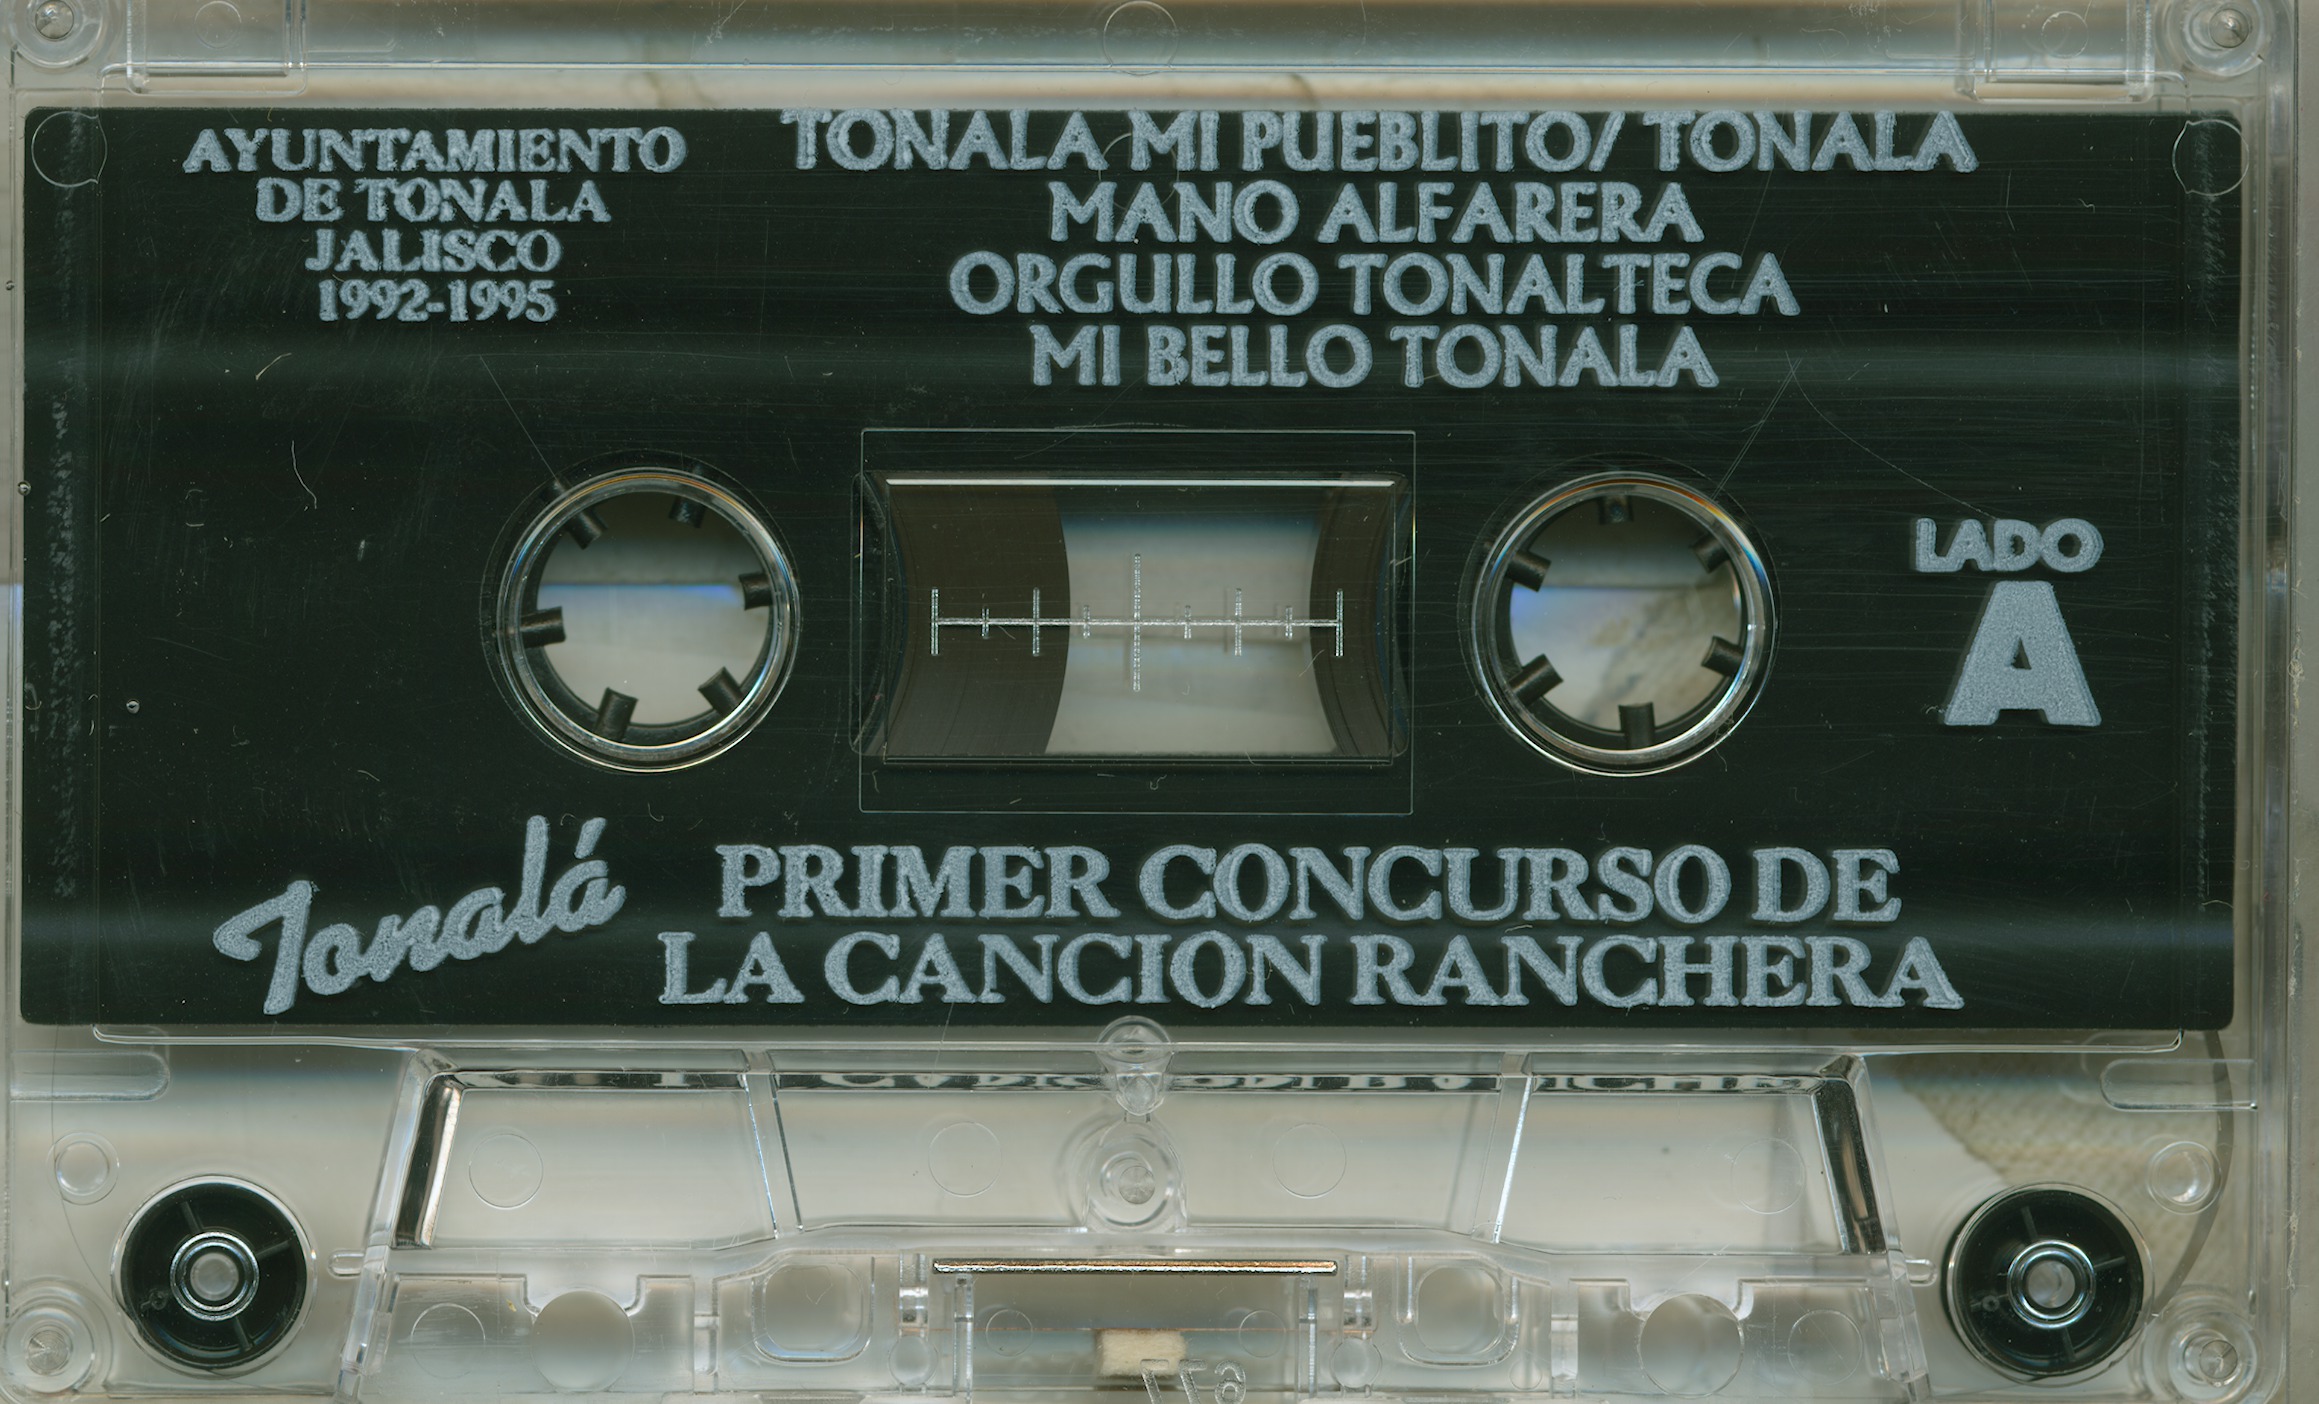 AYUNTAMIENTO
DE TONALA
JALISCO
1992-1995
TONALA MI PUEBLITO/ TONALA
MANO ALFARERA
ORGULLO TONALTECA
MI BELLO TONALA
LADO
A
Tonalá
PRIMER CONCURSO DE
LA CANCION RANCHERA